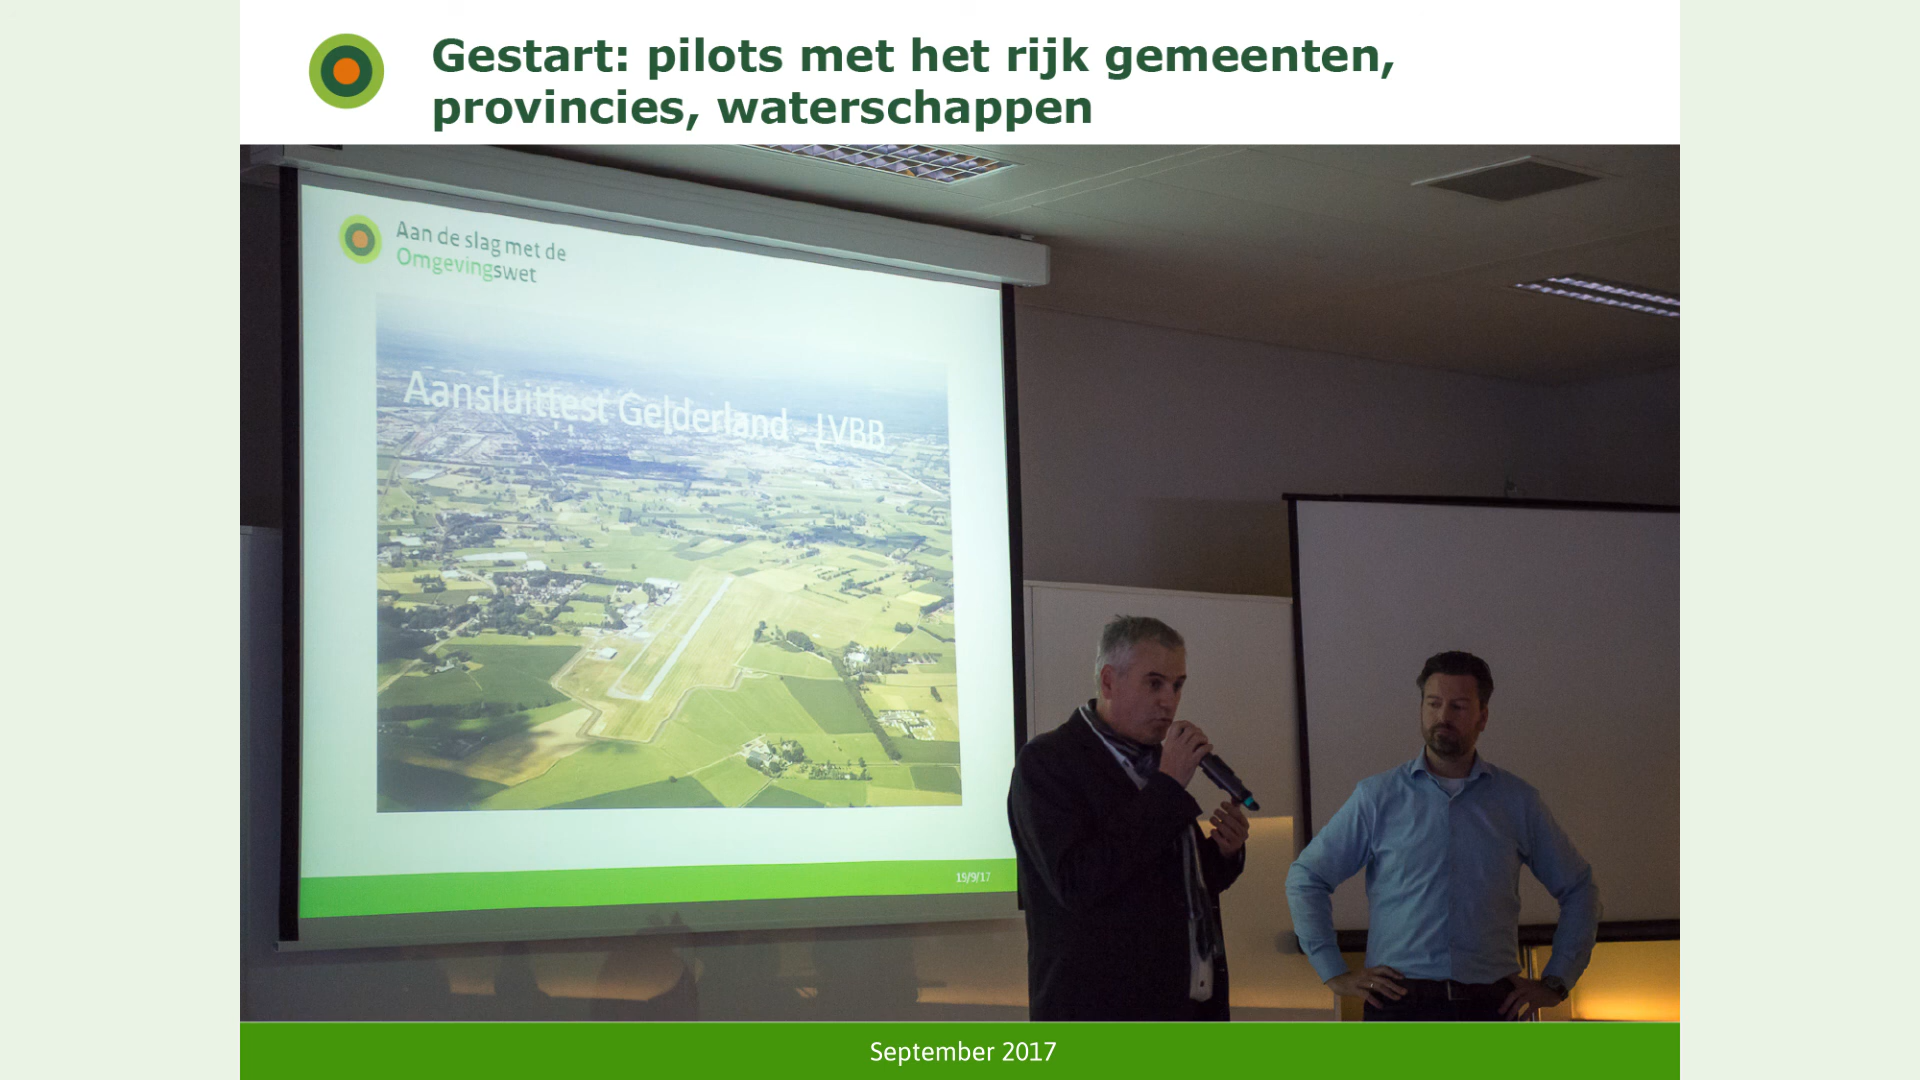 Gestart: pilots met het rijk gemeenten,
provincies, waterschappen
Aan de slag met de
Omgevingswet
Aansluittest Gelderland - LVBB
19/9/17
September 2017